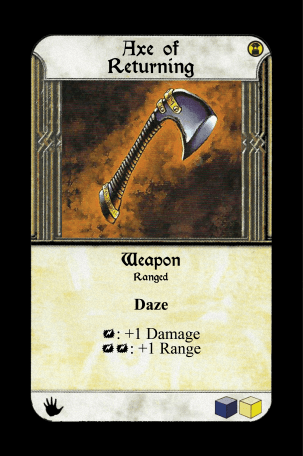 Axe of
Returning
Weapon
Ranged
Daze
: +1 Damage
: +1 Range